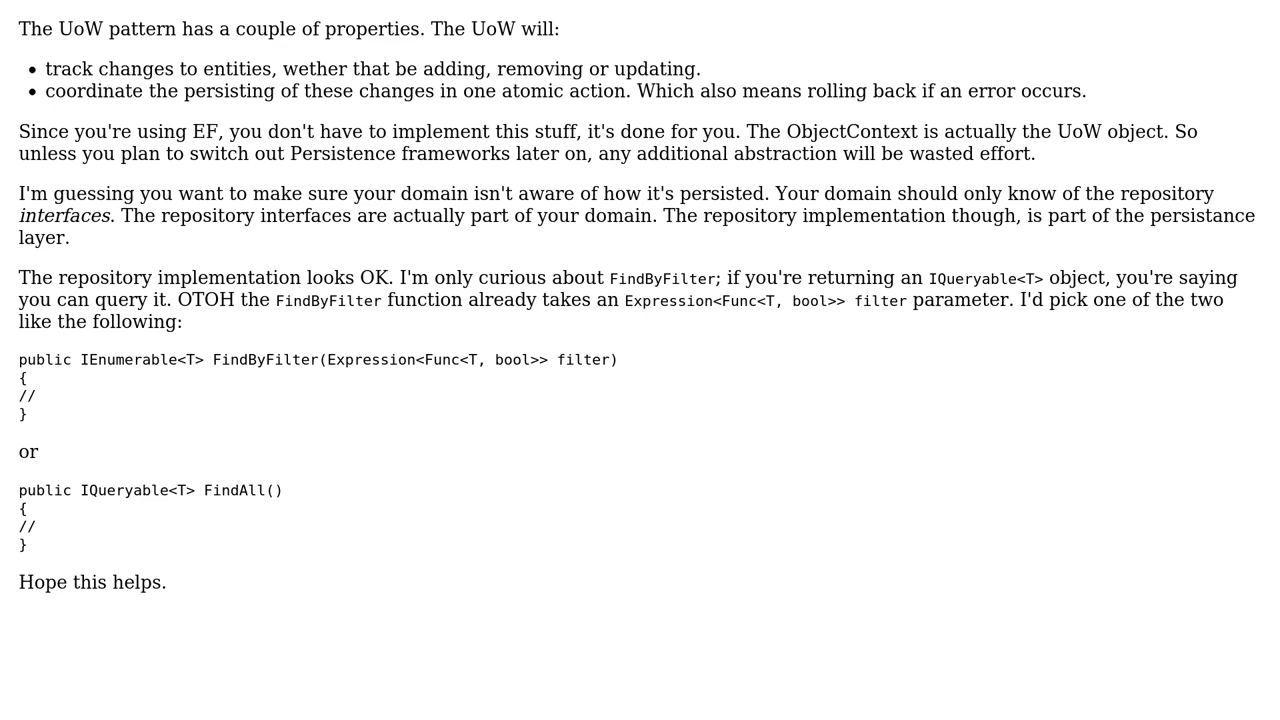 The UoW pattern has a couple of properties. The UoW will:
• track changes to entities, wether that be adding, removing or updating.
• coordinate the persisting of these changes in one atomic action. Which also means rolling back if an error occurs.
Since you're using EF, you don't have to implement this stuff, it's done for you. The ObjectContext is actually the UoW object. So
unless you plan to switch out Persistence frameworks later on, any additional abstraction will be wasted effort.
I'm guessing you want to make sure your domain isn't aware of how it's persisted. Your domain should only know of the repository
interfaces. The repository interfaces are actually part of your domain. The repository implementation though, is part of the persistance
layer.
The repository implementation looks OK. I'm only curious about FindByFilter; if you're returning an IQueryable<T> object, you're saying
you can query it. OTOH the FindByFilter function already takes an Expression<Func<T, bool>> filter parameter. I'd pick one of the two
like the following:
public IEnumerable<T> FindByFilter(Expression<Func<T, bool>> filter)
{
//
}
or
public IQueryable<T> FindAll()
{
//
}
Hope this helps.